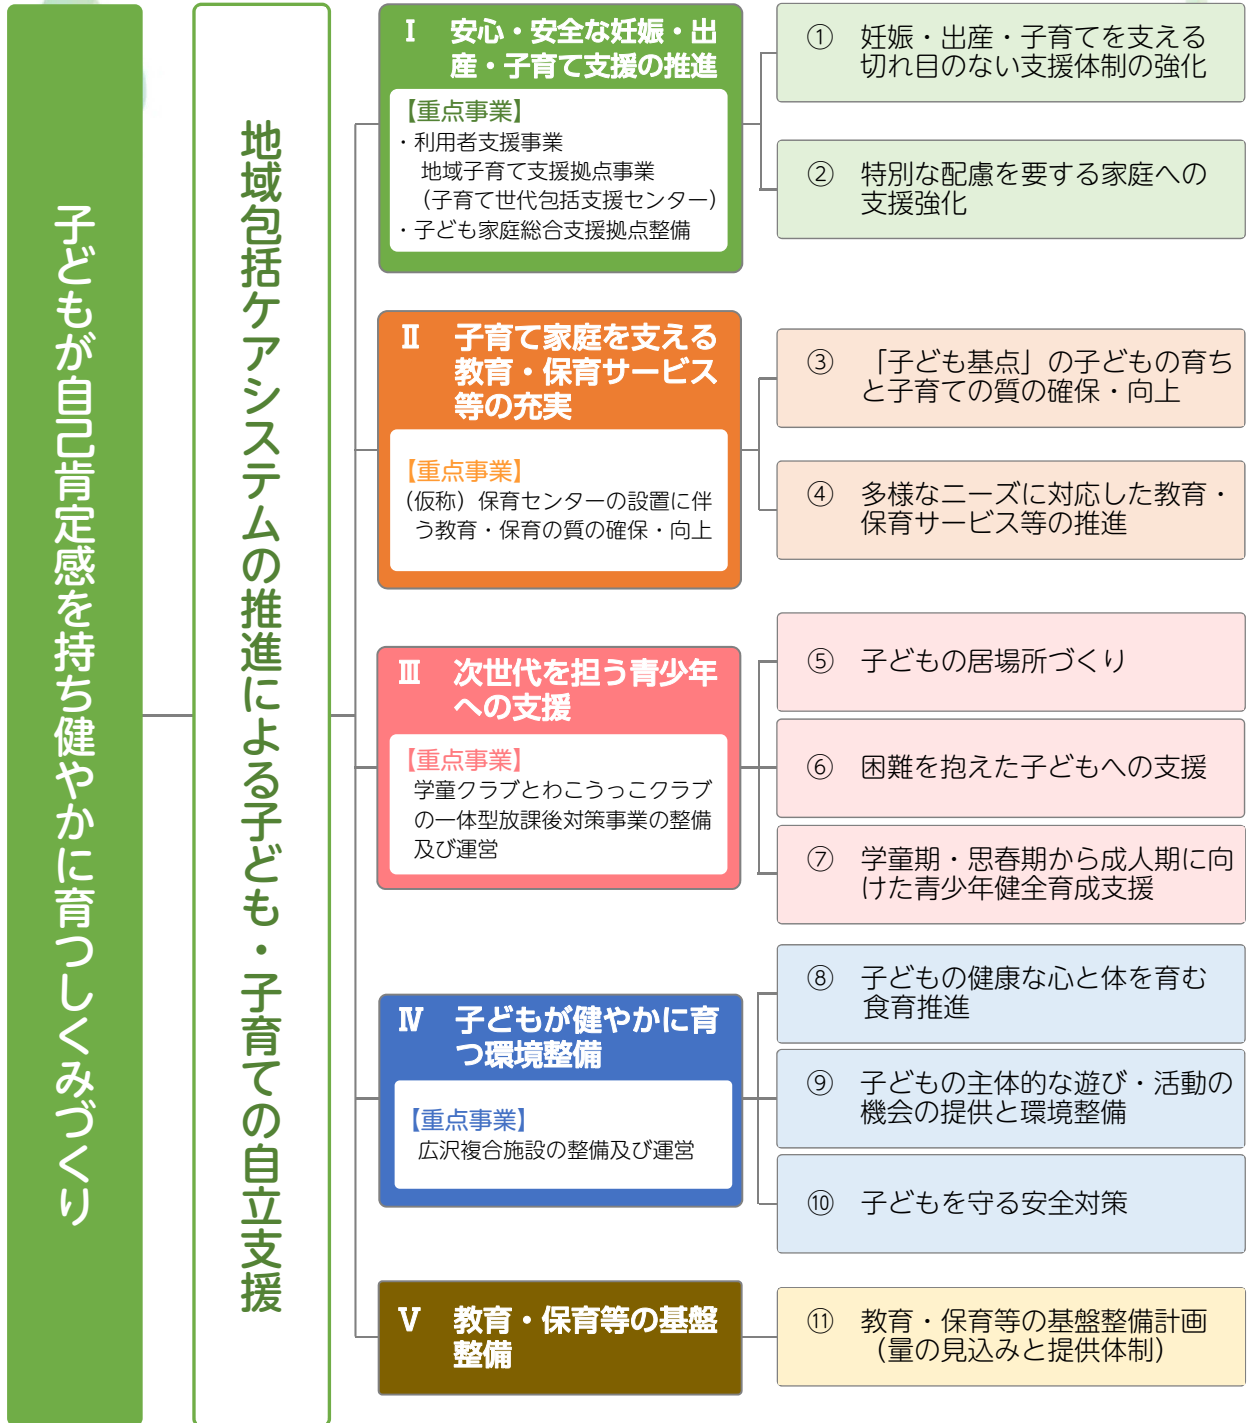 子どもが自己肯定感を持ち健やかに育つしくみづくり
地域包括ケアシステムの推進による子ども・子育ての自立支援
Ⅰ 安心・安全な妊娠・出
産・子育て支援の推進
【重点事業】
・利用者支援事業
地域子育て支援拠点事業
（子育て世代包括支援センター）
・子ども家庭総合支援拠点整備
① 妊娠・出産・子育てを支える
切れ目のない支援体制の強化
② 特別な配慮を要する家庭への
支援強化
Ⅱ 子育て家庭を支える
教育・保育サービス
等の充実
【重点事業】
（仮称）保育センターの設置に伴
う教育・保育の質の確保・向上
③ 「子ども基点」の子どもの育ち
と子育ての質の確保・向上
④ 多様なニーズに対応した教育・
保育サービス等の推進
Ⅲ 次世代を担う青少年
への支援
【重点事業】
学童クラブとわこうっこクラブ
の一体型放課後対策事業の整備
及び運営
⑤ 子どもの居場所づくり
⑥ 困難を抱えた子どもへの支援
⑦ 学童期・思春期から成人期に向
けた青少年健全育成支援
Ⅳ 子どもが健やかに育
つ環境整備
【重点事業】
広沢複合施設の整備及び運営
⑧ 子どもの健康な心と体を育む
食育推進
⑨ 子どもの主体的な遊び・活動の
機会の提供と環境整備
⑩ 子どもを守る安全対策
Ⅴ 教育・保育等の基盤
整備
⑪ 教育・保育等の基盤整備計画
（量の見込みと提供体制）